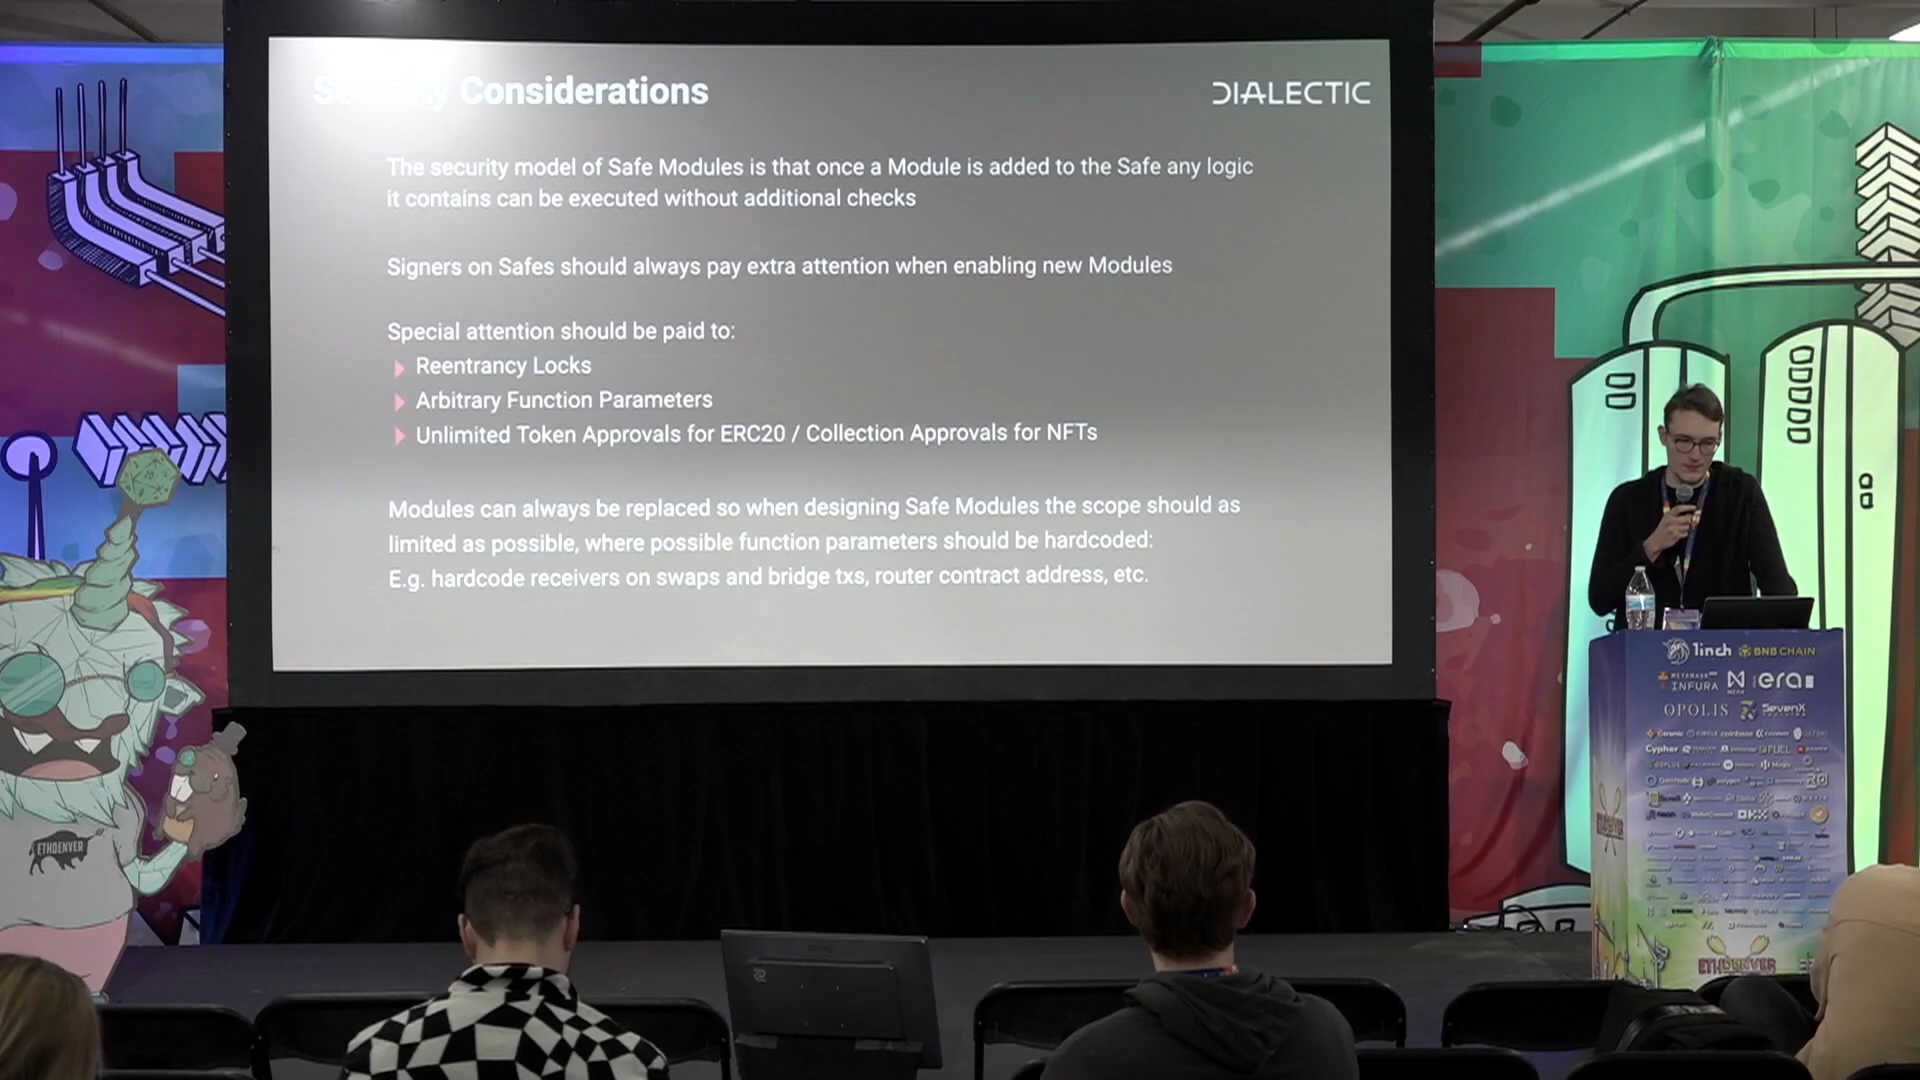 Security Considerations
DIALECTIC
The security model of Safe Modules is that once a Module is added to the Safe any logic
it contains can be executed without additional checks
Signers on Safes should always pay extra attention when enabling new Modules
Special attention should be paid to:
Reentrancy Locks
Arbitrary Function Parameters
Unlimited Token Approvals for ERC20 / Collection Approvals for NFTs
Modules can always be replaced so when designing Safe Modules the scope should as
limited as possible, where possible function parameters should be hardcoded:
E.g. hardcode receivers on swaps and bridge txs, router contract address, etc.
ETHDENVER
1inch BNB CHAIN
METAMASK
INFURA
era
OPOLIS SevenX
Cypher
FUEL
ETHDENVER